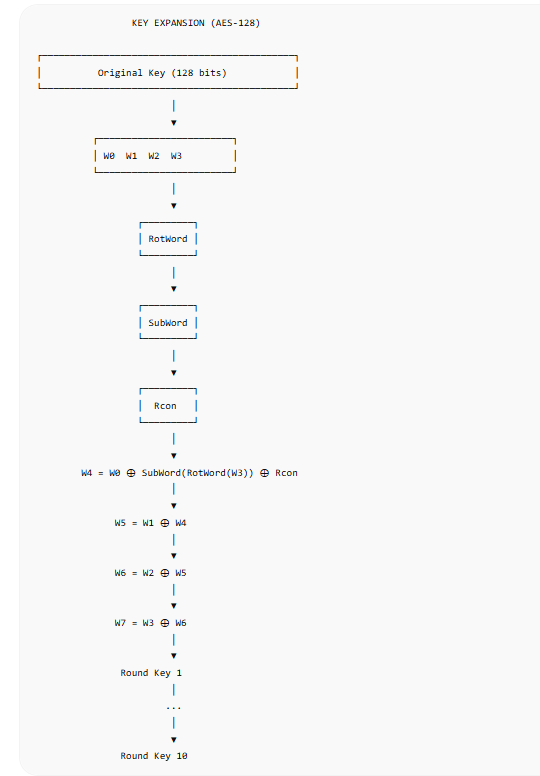 KEY EXPANSION (AES-128)
Original Key (128 bits)
W0 W1 W2 W3
RotWord
SubWord
Rcon
W4 = W0 ⊕ SubWord(RotWord(W3)) ⊕ Rcon
W5 = W1 ⊕ W4
W6 = W2 ⊕ W5
W7 = W3 ⊕ W6
Round Key 1
...
Round Key 10